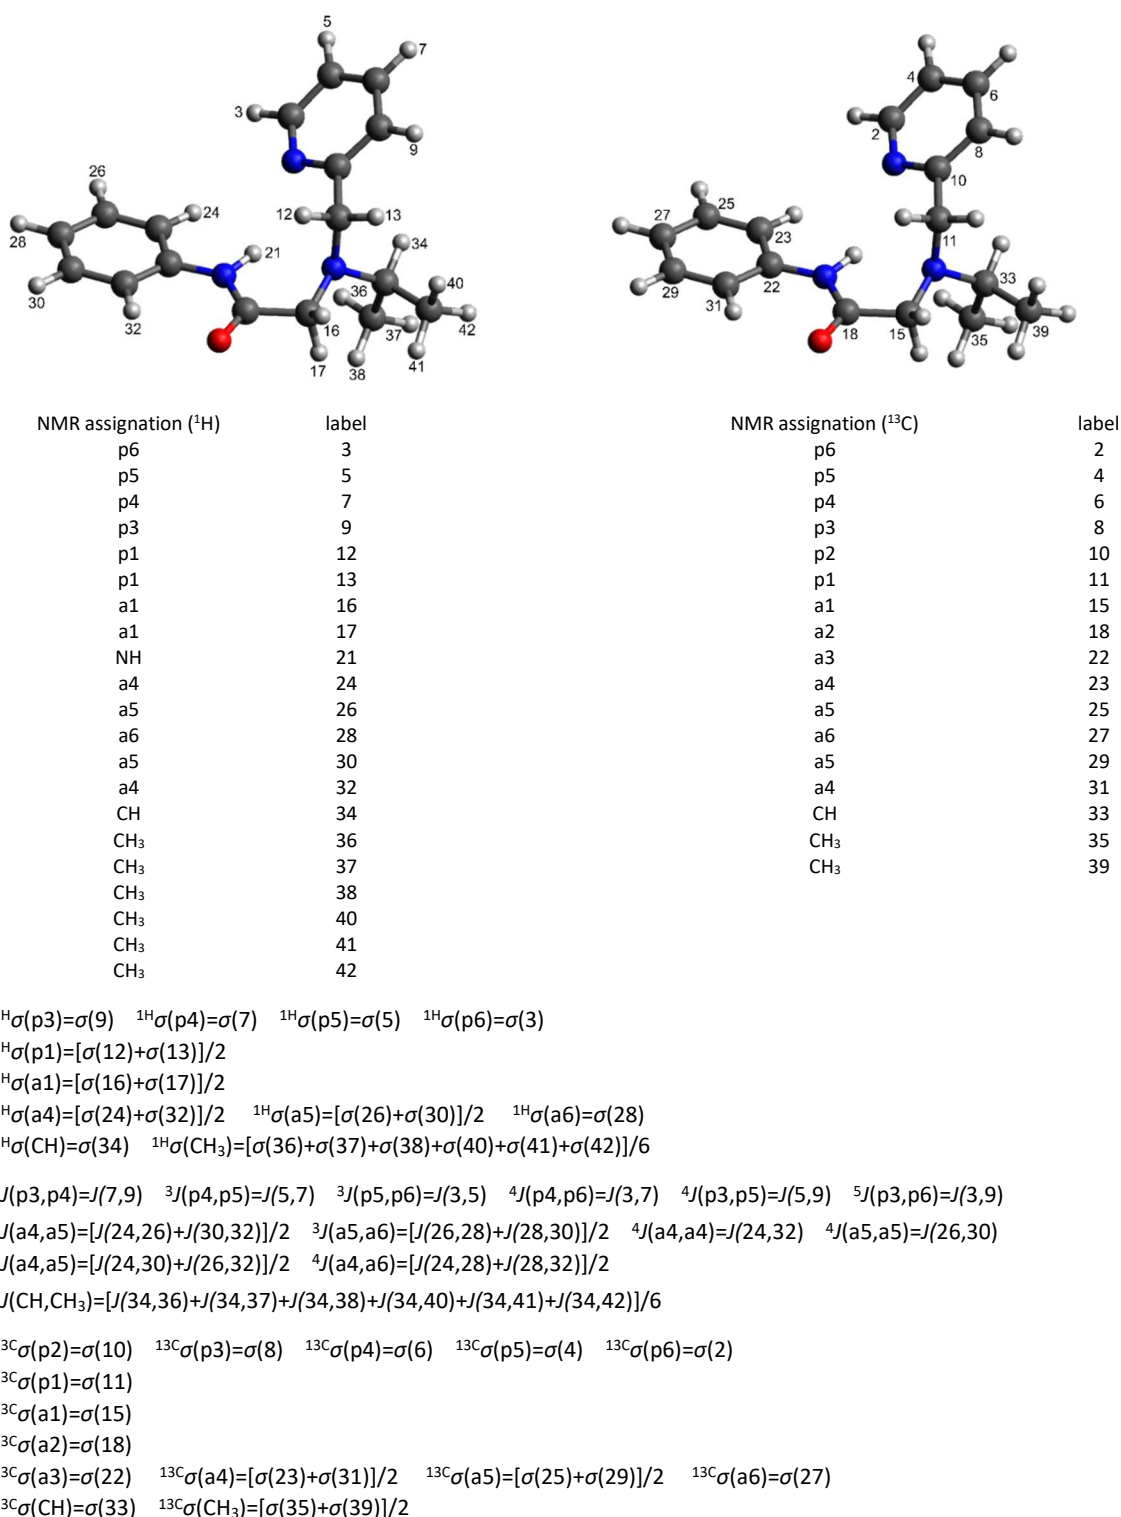 5
7
3
9
26
24
12
13
28
21
34
30
36
40
32
16
37
42
17
38
41
4
6
2
8
10
25
27
23
11
29
22
33
31
18
15
35
39
NMR assignation (¹H) label NMR assignation (¹³C) label
p6 3 p6 2
p5 5 p5 4
p4 7 p4 6
p3 9 p3 8
p1 12 p2 10
p1 13 p1 11
a1 16 a1 15
a1 17 a2 18
NH 21 a3 22
a4 24 a4 23
a5 26 a5 25
a6 28 a6 27
a5 30 a5 29
a4 32 a4 31
CH 34 CH 33
CH₃ 36 CH₃ 35
CH₃ 37 CH₃ 39
CH₃ 38
CH₃ 40
CH₃ 41
CH₃ 42
ᴴσ(p3)=σ(9) ¹ᴴσ(p4)=σ(7) ¹ᴴσ(p5)=σ(5) ¹ᴴσ(p6)=σ(3)
ᴴσ(p1)=[σ(12)+σ(13)]/2
ᴴσ(a1)=[σ(16)+σ(17)]/2
ᴴσ(a4)=[σ(24)+σ(32)]/2 ¹ᴴσ(a5)=[σ(26)+σ(30)]/2 ¹ᴴσ(a6)=σ(28)
ᴴσ(CH)=σ(34) ¹ᴴσ(CH₃)=[σ(36)+σ(37)+σ(38)+σ(40)+σ(41)+σ(42)]/6
J(p3,p4)=J(7,9) ³J(p4,p5)=J(5,7) ³J(p5,p6)=J(3,5) ⁴J(p4,p6)=J(3,7) ⁴J(p3,p5)=J(5,9) ⁵J(p3,p6)=J(3,9)
J(a4,a5)=[J(24,26)+J(30,32)]/2 ³J(a5,a6)=[J(26,28)+J(28,30)]/2 ⁴J(a4,a4)=J(24,32) ⁴J(a5,a5)=J(26,30)
J(a4,a5)=[J(24,30)+J(26,32)]/2 ⁴J(a4,a6)=[J(24,28)+J(28,32)]/2
J(CH,CH₃)=[J(34,36)+J(34,37)+J(34,38)+J(34,40)+J(34,41)+J(34,42)]/6
³ᶜσ(p2)=σ(10) ¹³ᶜσ(p3)=σ(8) ¹³ᶜσ(p4)=σ(6) ¹³ᶜσ(p5)=σ(4) ¹³ᶜσ(p6)=σ(2)
³ᶜσ(p1)=σ(11)
³ᶜσ(a1)=σ(15)
³ᶜσ(a2)=σ(18)
³ᶜσ(a3)=σ(22) ¹³ᶜσ(a4)=[σ(23)+σ(31)]/2 ¹³ᶜσ(a5)=[σ(25)+σ(29)]/2 ¹³ᶜσ(a6)=σ(27)
³ᶜσ(CH)=σ(33) ¹³ᶜσ(CH₃)=[σ(35)+σ(39)]/2